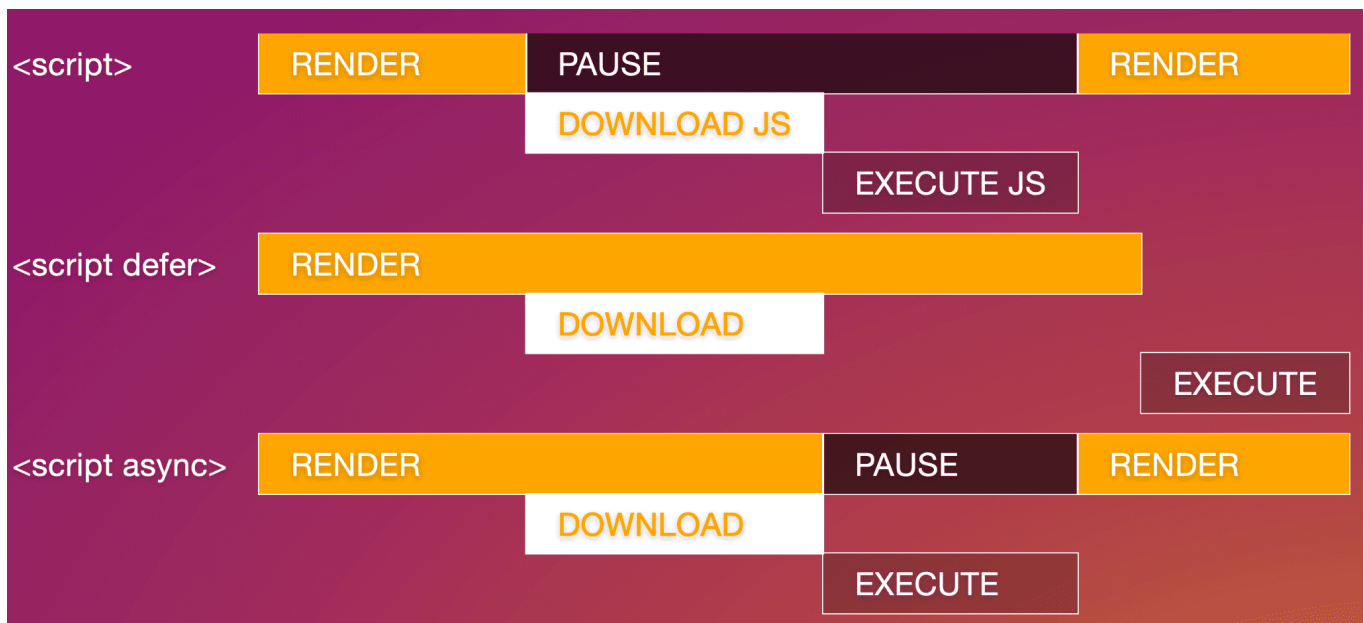 <script> RENDER PAUSE RENDER
DOWNLOAD JS
EXECUTE JS
<script defer> RENDER
DOWNLOAD
EXECUTE
<script async> RENDER PAUSE RENDER
DOWNLOAD
EXECUTE